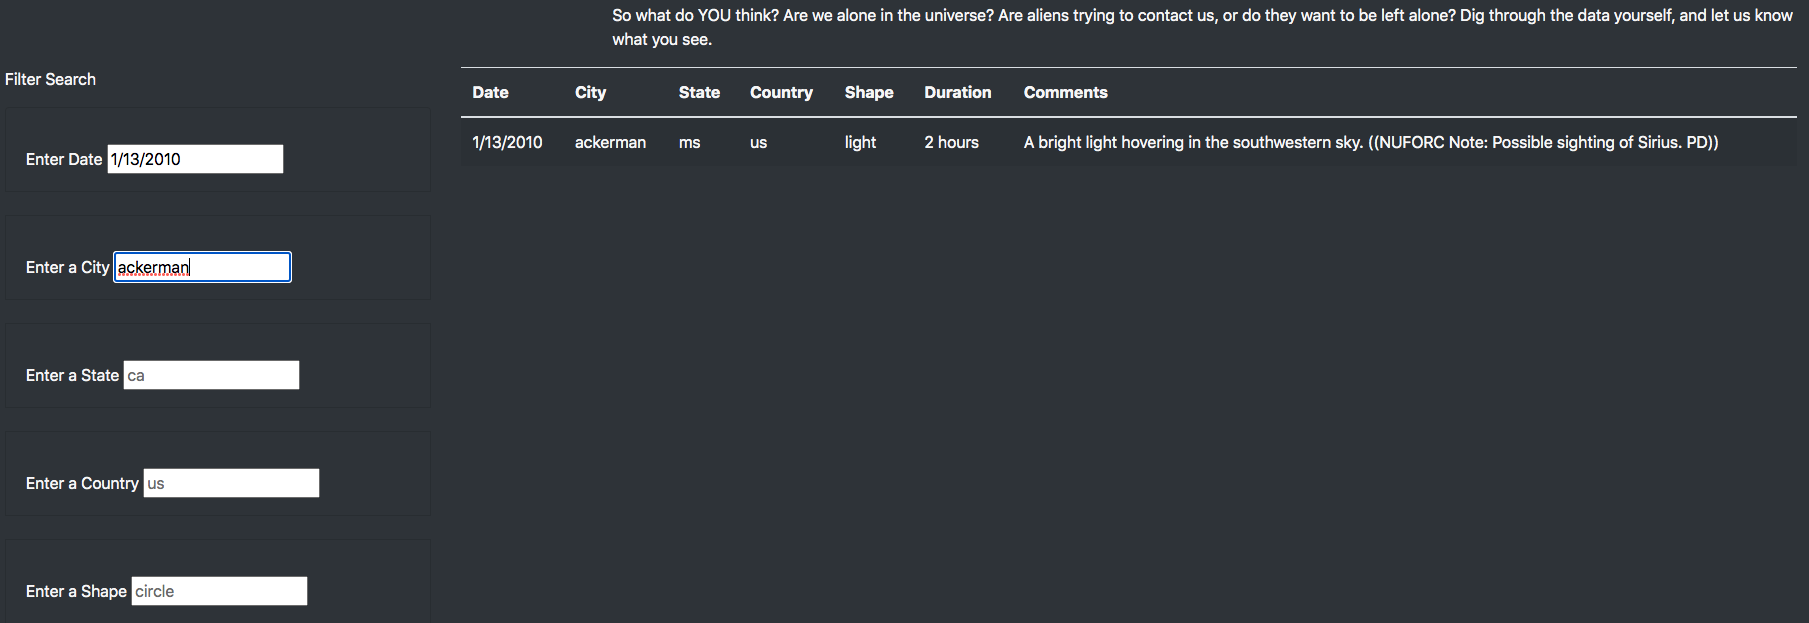 So what do YOU think? Are we alone in the universe? Are aliens trying to contact us, or do they want to be left alone? Dig through the data yourself, and let us know
what you see.
Filter Search
Enter Date 1/13/2010
Enter a City ackerman
Enter a State ca
Enter a Country us
Enter a Shape circle
Date City State Country Shape Duration Comments
1/13/2010 ackerman ms us light 2 hours A bright light hovering in the southwestern sky. ((NUFORC Note: Possible sighting of Sirius. PD))